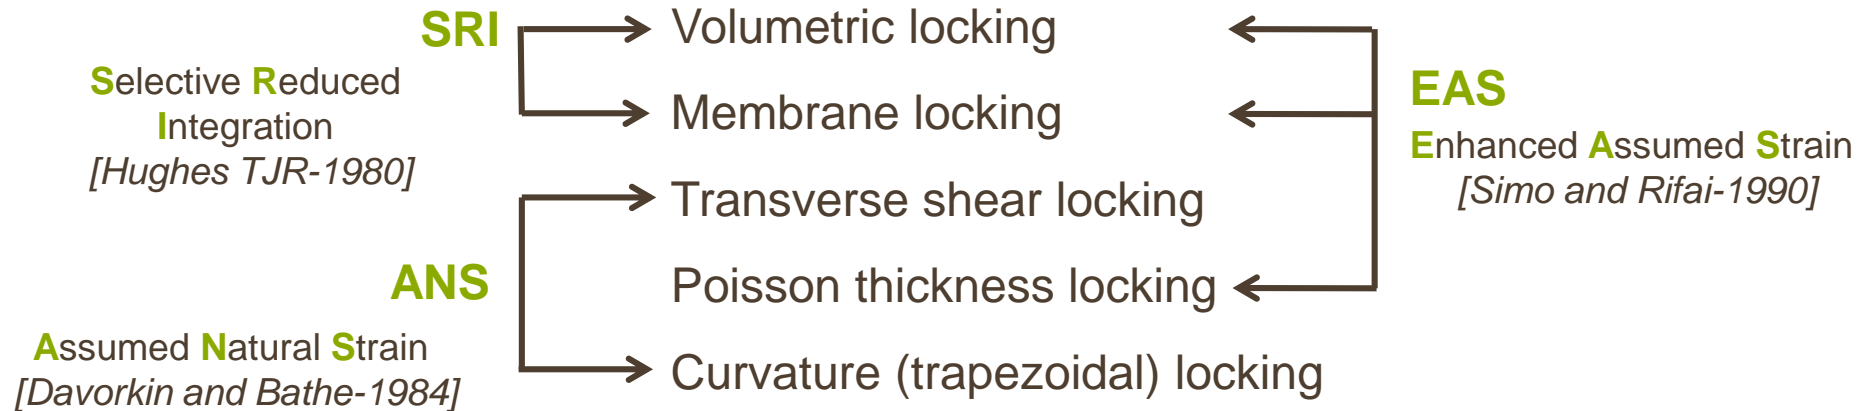 SRI
Selective Reduced
Integration
[Hughes TJR-1980]
ANS
Assumed Natural Strain
[Davorkin and Bathe-1984]
Volumetric locking
Membrane locking
Transverse shear locking
Poisson thickness locking
Curvature (trapezoidal) locking
EAS
Enhanced Assumed Strain
[Simo and Rifai-1990]